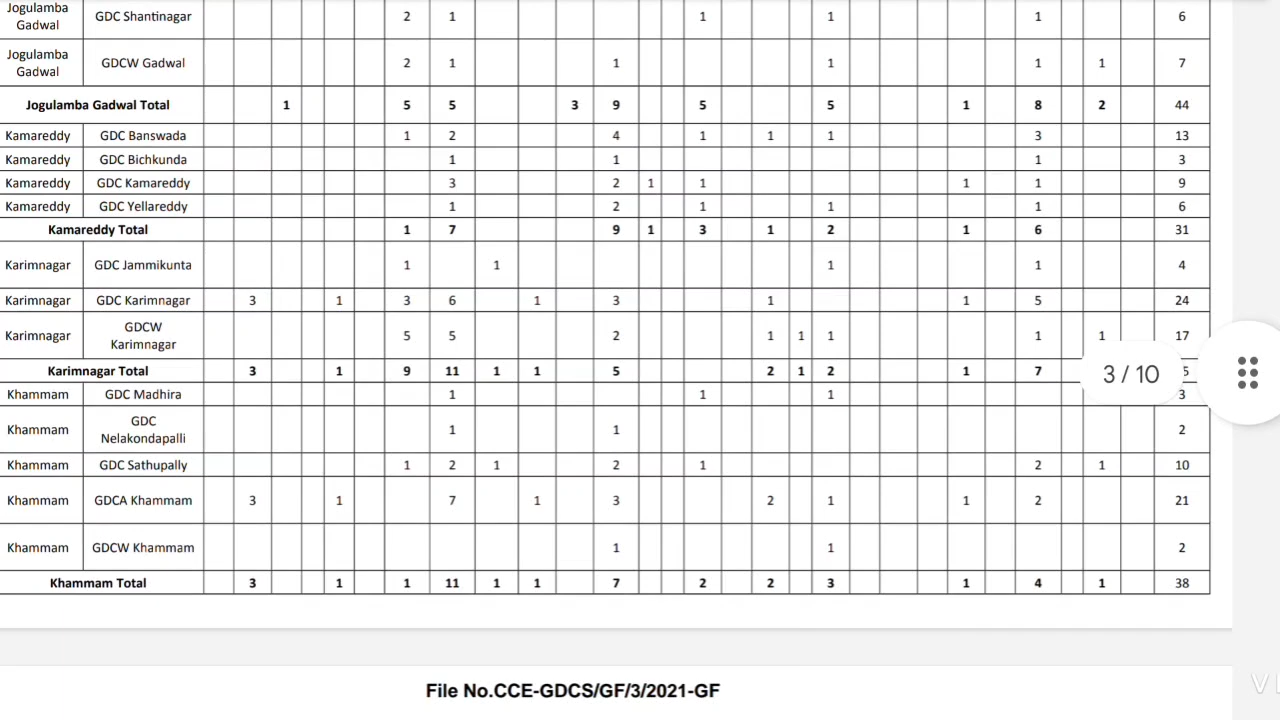 Jogulamba Gadwal GDC Shantinagar 2 1 1 1 1 6
Jogulamba Gadwal GDCW Gadwal 2 1 1 1 1 1 7
Jogulamba Gadwal Total 1 5 5 3 9 5 5 1 8 2 44
Kamareddy GDC Banswada 1 2 4 1 1 1 3 13
Kamareddy GDC Bichkunda 1 1 1 3
Kamareddy GDC Kamareddy 3 2 1 1 1 1 9
Kamareddy GDC Yellareddy 1 2 1 1 1 6
Kamareddy Total 1 7 9 1 3 1 2 1 6 31
Karimnagar GDC Jammikunta 1 1 1 1 4
Karimnagar GDC Karimnagar 3 1 3 6 1 3 1 1 5 24
Karimnagar GDCW Karimnagar 5 5 2 1 1 1 1 1 17
Karimnagar Total 3 1 9 11 1 1 5 2 1 2 1 7 5
3 / 10
Khammam GDC Madhira 1 1 1 3
Khammam GDC Nelakondapalli 1 1 2
Khammam GDC Sathupally 1 2 1 2 1 2 1 10
Khammam GDCA Khammam 3 1 7 1 3 2 1 1 2 21
Khammam GDCW Khammam 1 1 2
Khammam Total 3 1 1 11 1 1 7 2 2 3 1 4 1 38
File No.CCE-GDCS/GF/3/2021-GF